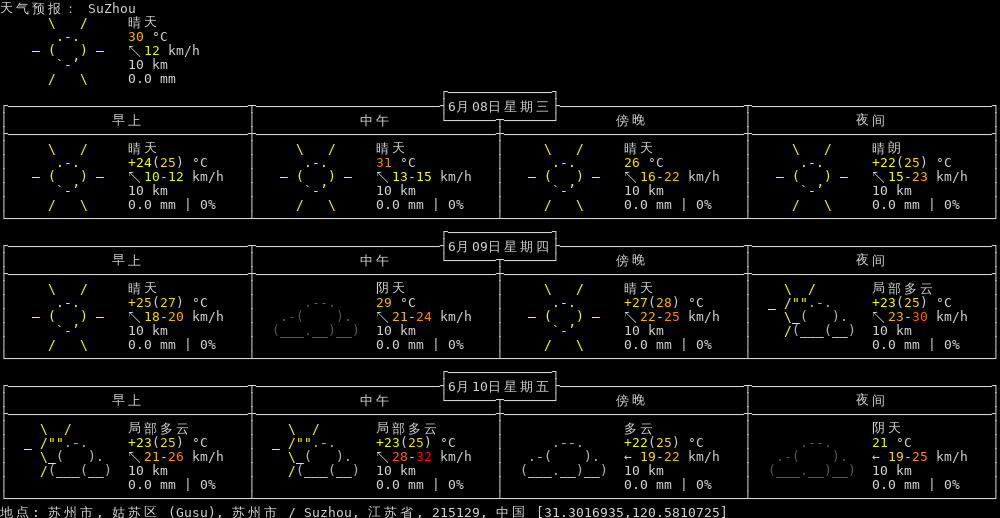 天气预报: SuZhou
晴天
30 °C
↖12 km/h
10 km
0.0 mm
6月08日星期三
早上 中午 傍晚 夜间
晴天 晴天 晴天 晴朗
+24(25) °C 31 °C 26 °C +22(25) °C
↖10-12 km/h ↖13-15 km/h ↖16-22 km/h ↖15-23 km/h
10 km 10 km 10 km 10 km
0.0 mm | 0% 0.0 mm | 0% 0.0 mm | 0% 0.0 mm | 0%
6月09日星期四
早上 中午 傍晚 夜间
晴天 阴天 晴天 局部多云
+25(27) °C 29 °C +27(28) °C +23(25) °C
↖18-20 km/h ↖21-24 km/h ↖22-25 km/h ↖23-30 km/h
10 km 10 km 10 km 10 km
0.0 mm | 0% 0.0 mm | 0% 0.0 mm | 0% 0.0 mm | 0%
6月10日星期五
早上 中午 傍晚 夜间
局部多云 局部多云 多云 阴天
+23(25) °C +23(25) °C +22(25) °C 21 °C
↖21-26 km/h ↖28-32 km/h ← 19-22 km/h ← 19-25 km/h
10 km 10 km 10 km 10 km
0.0 mm | 0% 0.0 mm | 0% 0.0 mm | 0% 0.0 mm | 0%
地点: 苏州市, 姑苏区 (Gusu), 苏州市 / Suzhou, 江苏省, 215129, 中国 [31.3016935,120.5810725]